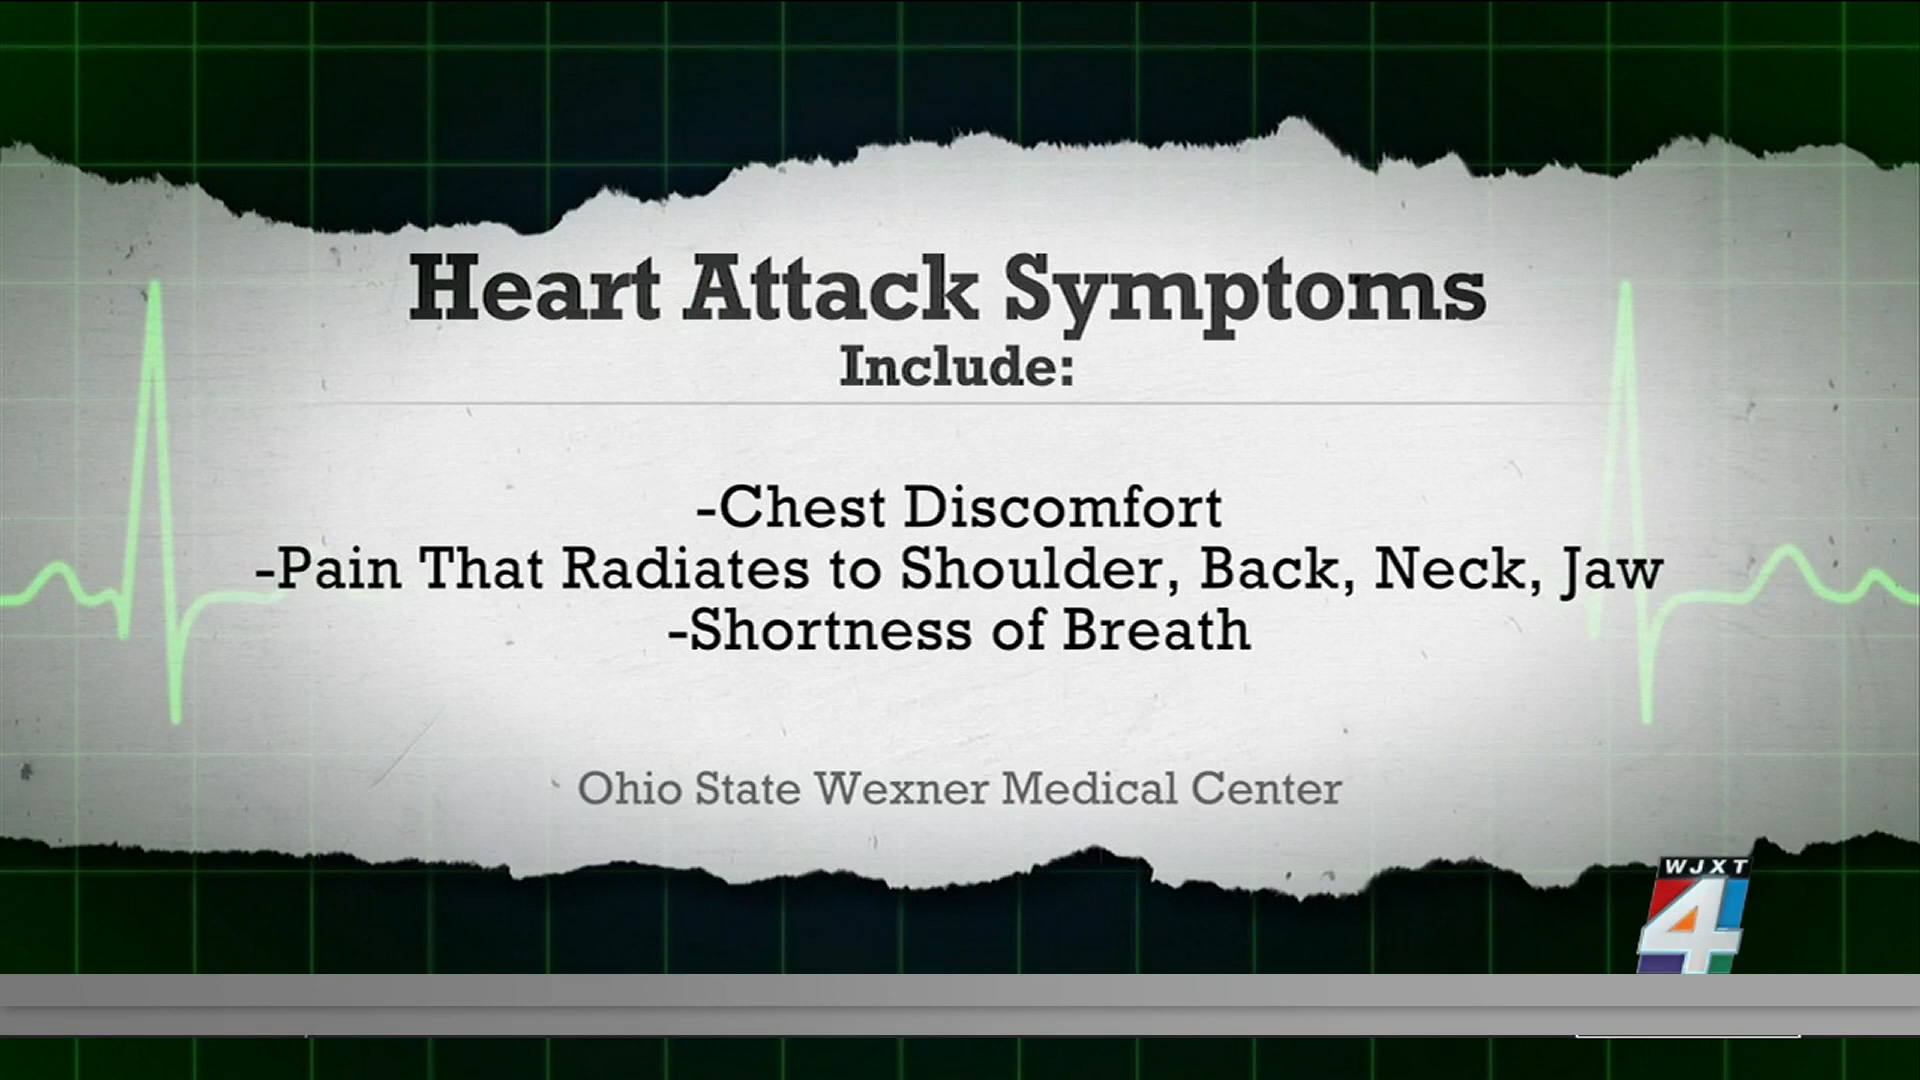 Heart Attack Symptoms
Include:
-Chest Discomfort
-Pain That Radiates to Shoulder, Back, Neck, Jaw
-Shortness of Breath
Ohio State Wexner Medical Center
WJXT
4